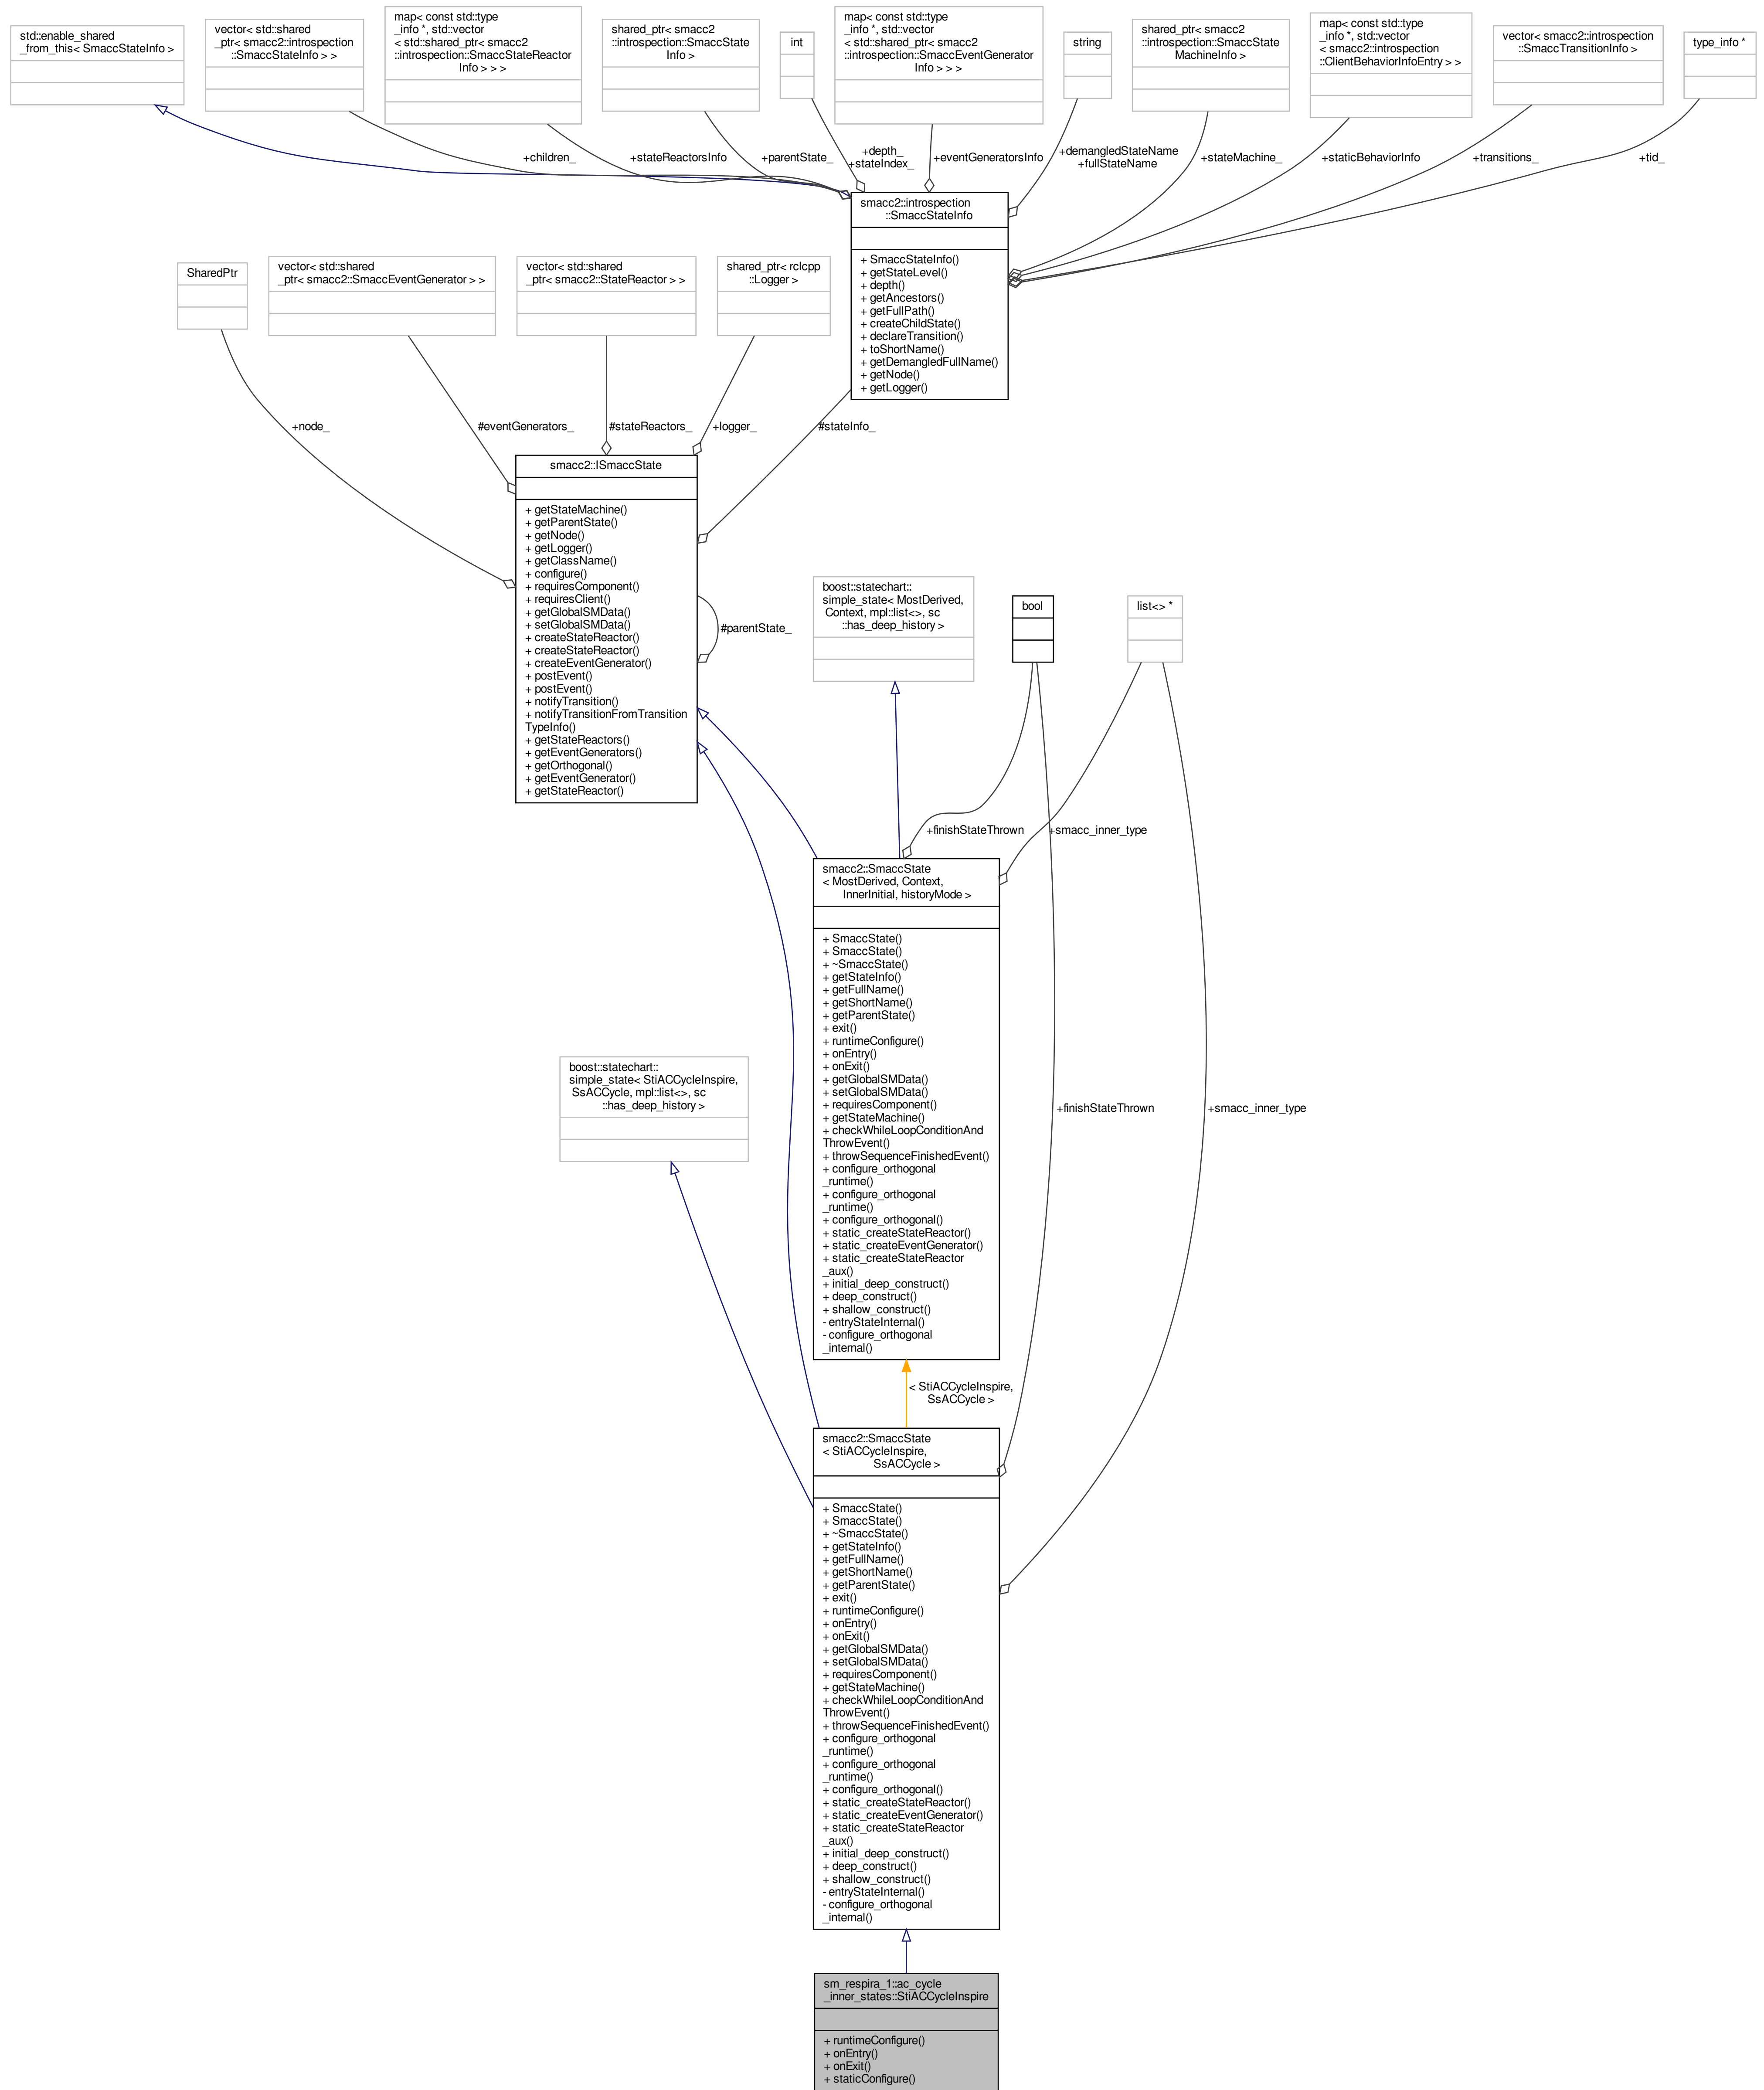 std::enable_shared
_from_this< SmaccStateInfo >
vector< std::shared
_ptr< smacc2::introspection
::SmaccStateInfo > >
map< const std::type
_info *, std::vector
< std::shared_ptr< smacc2
::introspection::SmaccStateReactor
Info > > >
shared_ptr< smacc2
::introspection::SmaccState
Info >
int
map< const std::type
_info *, std::vector
< std::shared_ptr< smacc2
::introspection::SmaccEventGenerator
Info > > >
string
shared_ptr< smacc2
::introspection::SmaccState
MachineInfo >
map< const std::type
_info *, std::vector
< smacc2::introspection
::ClientBehaviorInfoEntry > >
vector< smacc2::introspection
::SmaccTransitionInfo >
type_info *
+children_
+stateReactorsInfo
+parentState_
+depth_
+stateIndex_
+eventGeneratorsInfo
+demangledStateName
+fullStateName
+stateMachine_
+staticBehaviorInfo
+transitions_
+tid_
smacc2::introspection
::SmaccStateInfo
+ SmaccStateInfo()
+ getStateLevel()
+ depth()
+ getAncestors()
+ getFullPath()
+ createChildState()
+ declareTransition()
+ toShortName()
+ getDemangledFullName()
+ getNode()
+ getLogger()
SharedPtr
vector< std::shared
_ptr< smacc2::SmaccEventGenerator > >
vector< std::shared
_ptr< smacc2::StateReactor > >
shared_ptr< rclcpp
::Logger >
+node_
#eventGenerators_
#stateReactors_
+logger_
#stateInfo_
smacc2::ISmaccState
+ getStateMachine()
+ getParentState()
+ getNode()
+ getLogger()
+ getClassName()
+ configure()
+ requiresComponent()
+ requiresClient()
+ getGlobalSMData()
+ setGlobalSMData()
+ createStateReactor()
+ createStateReactor()
+ createEventGenerator()
+ postEvent()
+ postEvent()
+ notifyTransition()
+ notifyTransitionFromTransition
TypeInfo()
+ getStateReactors()
+ getEventGenerators()
+ getOrthogonal()
+ getEventGenerator()
+ getStateReactor()
#parentState_
boost::statechart::
simple_state< MostDerived,
Context, mpl::list<>, sc
::has_deep_history >
bool
list<> *
+finishStateThrown
+smacc_inner_type
smacc2::SmaccState
< MostDerived, Context,
InnerInitial, historyMode >
+ SmaccState()
+ SmaccState()
+ ~SmaccState()
+ getStateInfo()
+ getFullName()
+ getShortName()
+ getParentState()
+ exit()
+ runtimeConfigure()
+ onEntry()
+ onExit()
+ getGlobalSMData()
+ setGlobalSMData()
+ requiresComponent()
+ getStateMachine()
+ checkWhileLoopConditionAnd
ThrowEvent()
+ throwSequenceFinishedEvent()
+ configure_orthogonal
_runtime()
+ configure_orthogonal
_runtime()
+ configure_orthogonal()
+ static_createStateReactor()
+ static_createEventGenerator()
+ static_createStateReactor
_aux()
+ initial_deep_construct()
+ deep_construct()
+ shallow_construct()
- entryStateInternal()
- configure_orthogonal
_internal()
boost::statechart::
simple_state< StiACCycleInspire,
SsACCycle, mpl::list<>, sc
::has_deep_history >
+finishStateThrown
+smacc_inner_type
< StiACCycleInspire,
SsACCycle >
smacc2::SmaccState
< StiACCycleInspire,
SsACCycle >
+ SmaccState()
+ SmaccState()
+ ~SmaccState()
+ getStateInfo()
+ getFullName()
+ getShortName()
+ getParentState()
+ exit()
+ runtimeConfigure()
+ onEntry()
+ onExit()
+ getGlobalSMData()
+ setGlobalSMData()
+ requiresComponent()
+ getStateMachine()
+ checkWhileLoopConditionAnd
ThrowEvent()
+ throwSequenceFinishedEvent()
+ configure_orthogonal
_runtime()
+ configure_orthogonal
_runtime()
+ configure_orthogonal()
+ static_createStateReactor()
+ static_createEventGenerator()
+ static_createStateReactor
_aux()
+ initial_deep_construct()
+ deep_construct()
+ shallow_construct()
- entryStateInternal()
- configure_orthogonal
_internal()
sm_respira_1::ac_cycle
_inner_states::StiACCycleInspire
+ runtimeConfigure()
+ onEntry()
+ onExit()
+ staticConfigure()